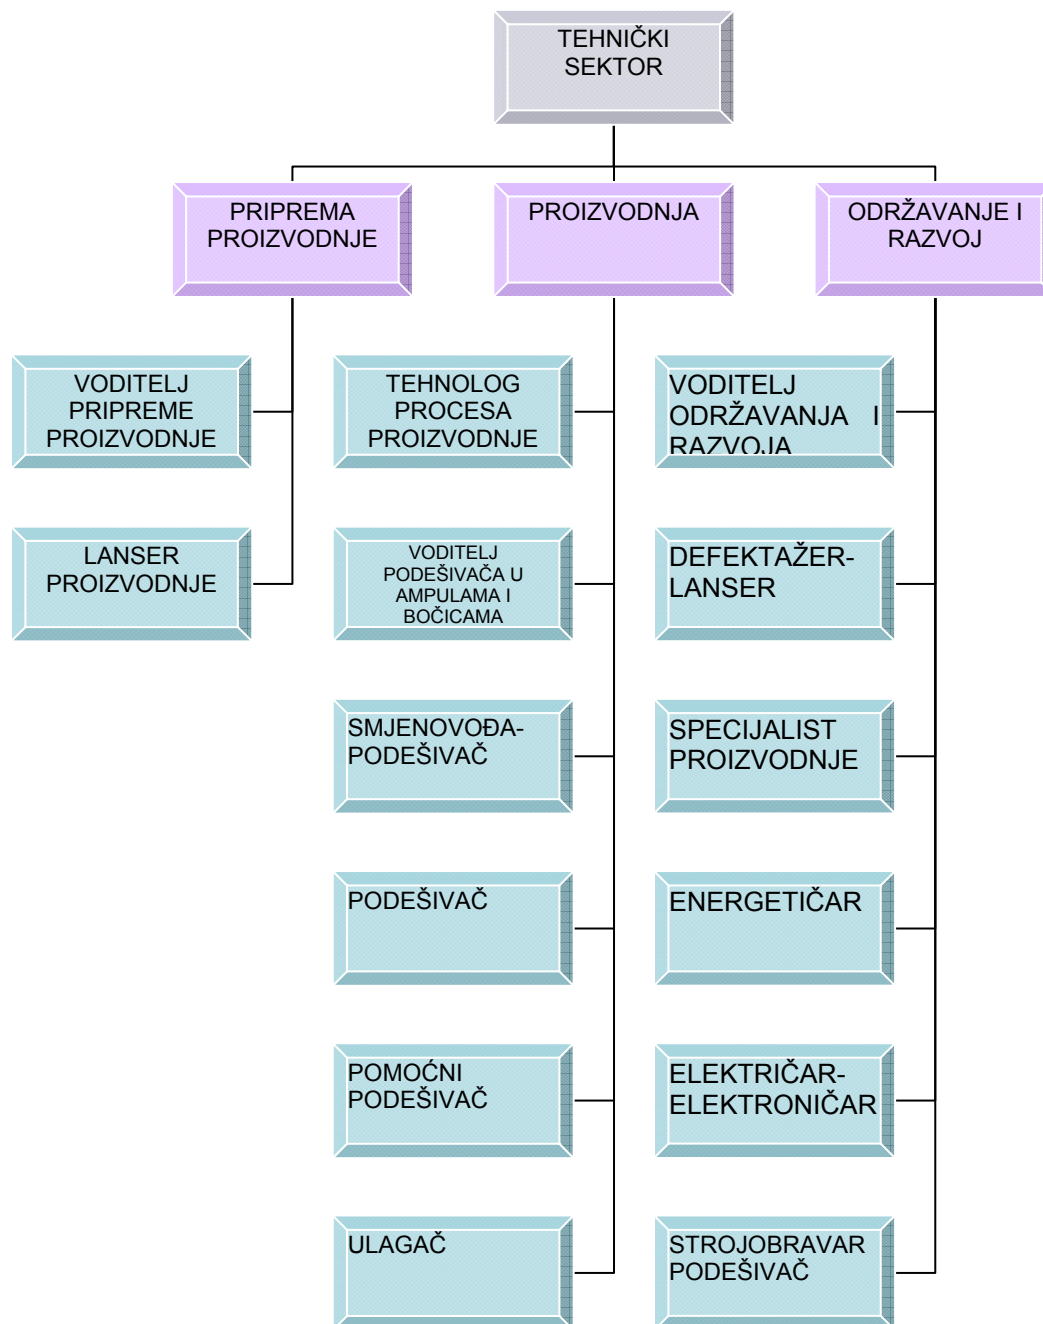 TEHNIČKI
SEKTOR
PRIPREMA
PROIZVODNJE
PROIZVODNJA
ODRŽAVANJE I
RAZVOJ
VODITELJ
PRIPREME
PROIZVODNJE
TEHNOLOG
PROCESA
PROIZVODNJE
VODITELJ
ODRŽAVANJA I
RAZVOJA
LANSER
PROIZVODNJE
VODITELJ
PODEŠIVAČA U
AMPULAMA I
BOČICAMA
DEFEKTAŽER-
LANSER
SMJENOVOĐA-
PODEŠIVAČ
SPECIJALIST
PROIZVODNJE
PODEŠIVAČ
ENERGETIČAR
POMOĆNI
PODEŠIVAČ
ELEKTRIČAR-
ELEKTRONIČAR
ULAGAČ
STROJOBRAVAR
PODEŠIVAČ